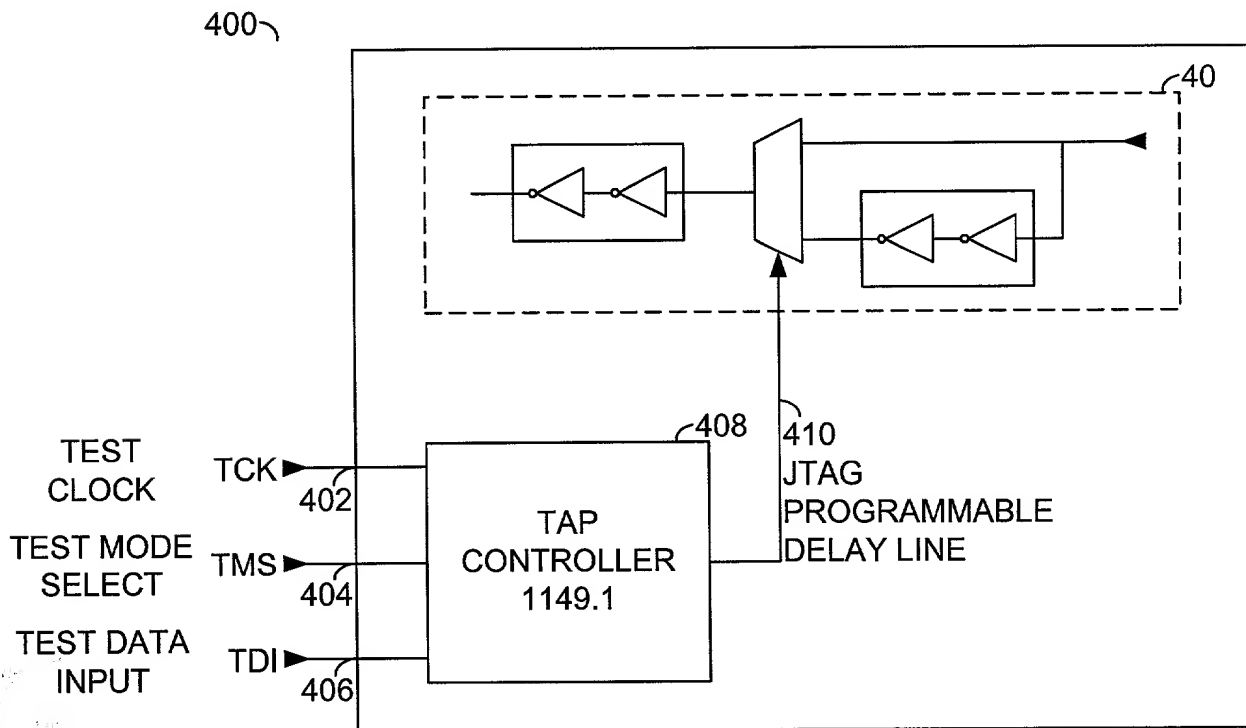 400
40
408
410
JTAG
PROGRAMMABLE
DELAY LINE
TEST
CLOCK
TCK
402
TAP
CONTROLLER
1149.1
TEST MODE
SELECT
TMS
404
TEST DATA
INPUT
TDI
406